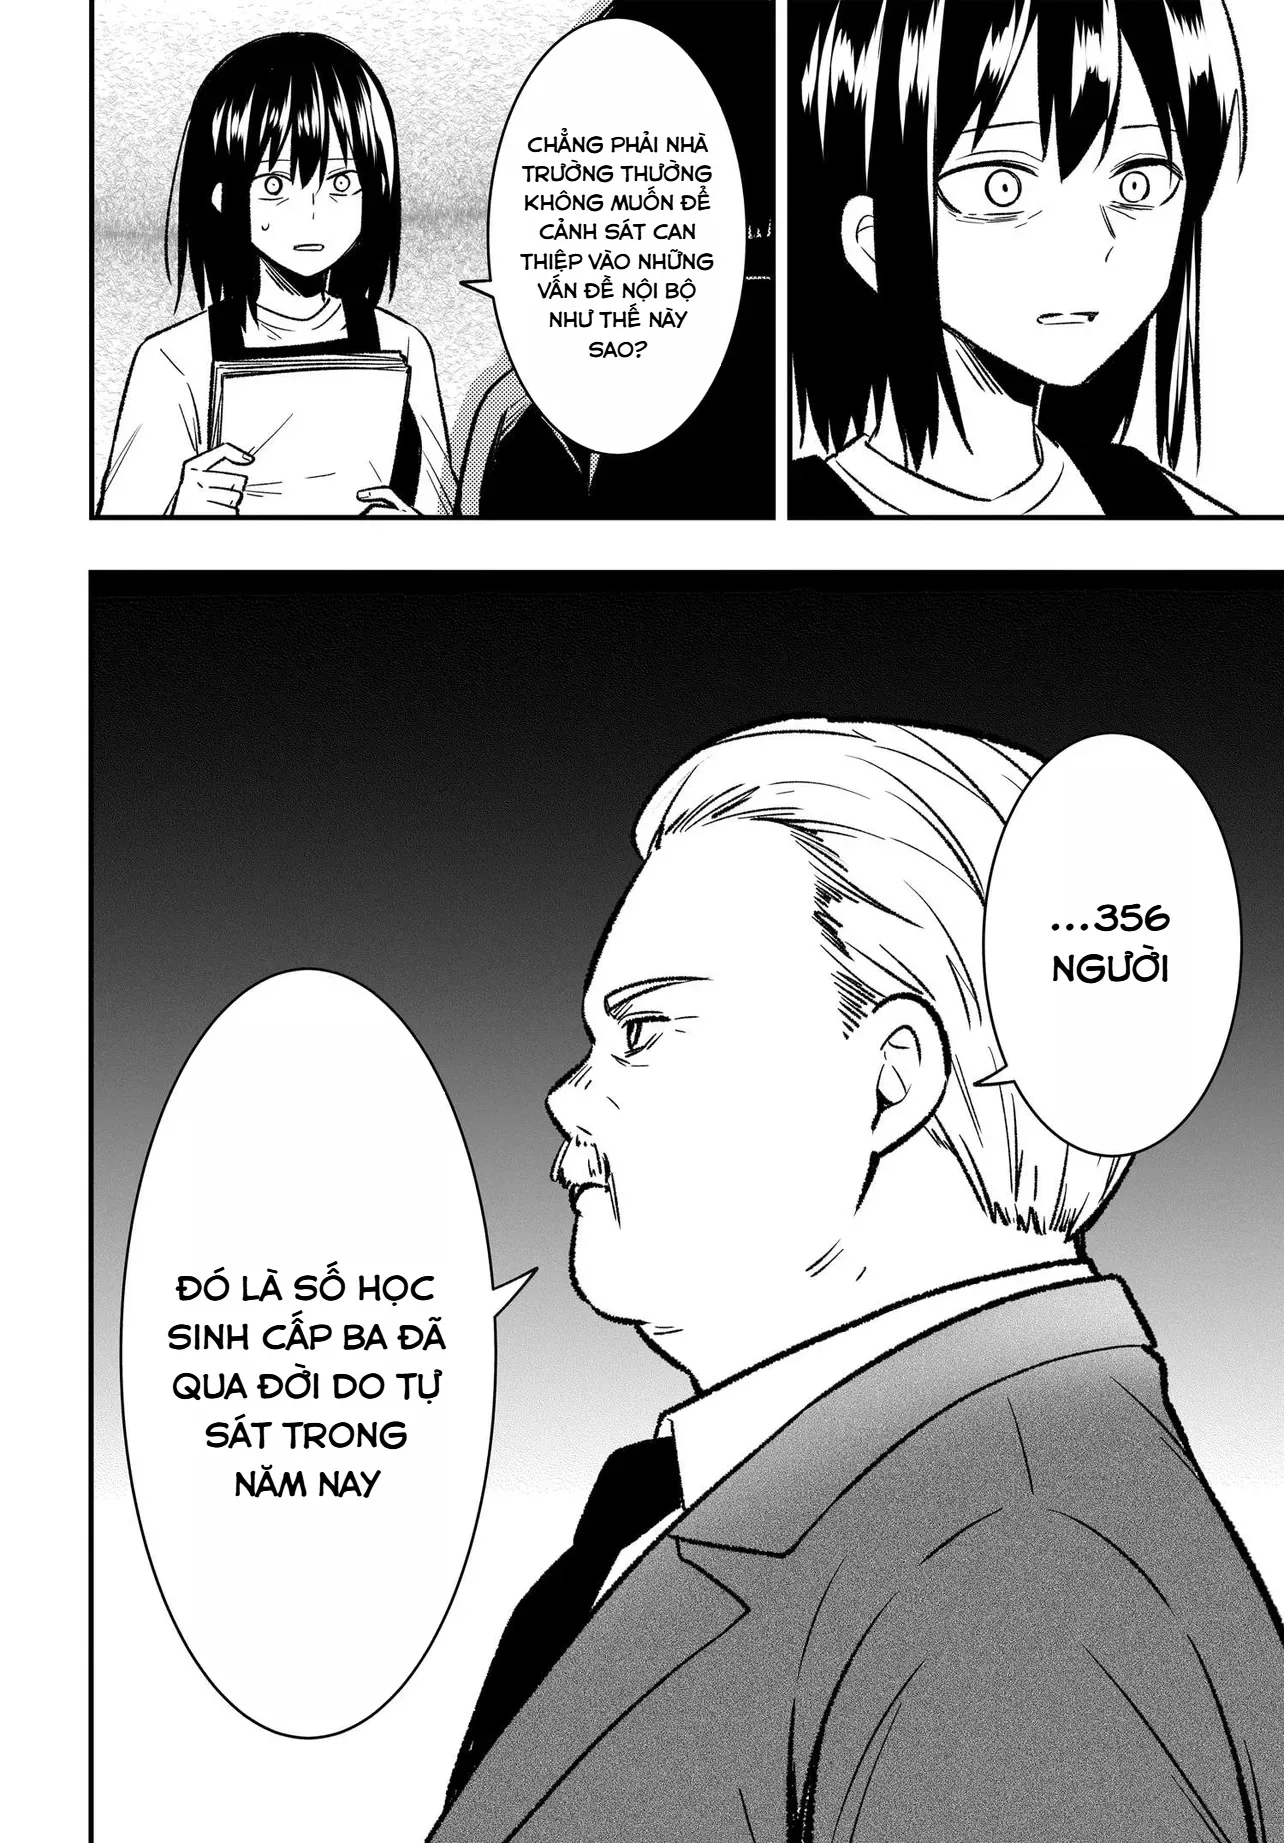 CHẲNG PHẢI NHÀ
TRƯỜNG THƯỜNG
KHÔNG MUỐN ĐỂ
CẢNH SÁT CAN
THIỆP VÀO NHỮNG
VẤN ĐỀ NỘI BỘ
NHƯ THẾ NÀY
SAO?
...356
NGƯỜI
ĐÓ LÀ SỐ HỌC
SINH CẤP BA ĐÃ
QUA ĐỜI DO TỰ
SÁT TRONG
NĂM NAY